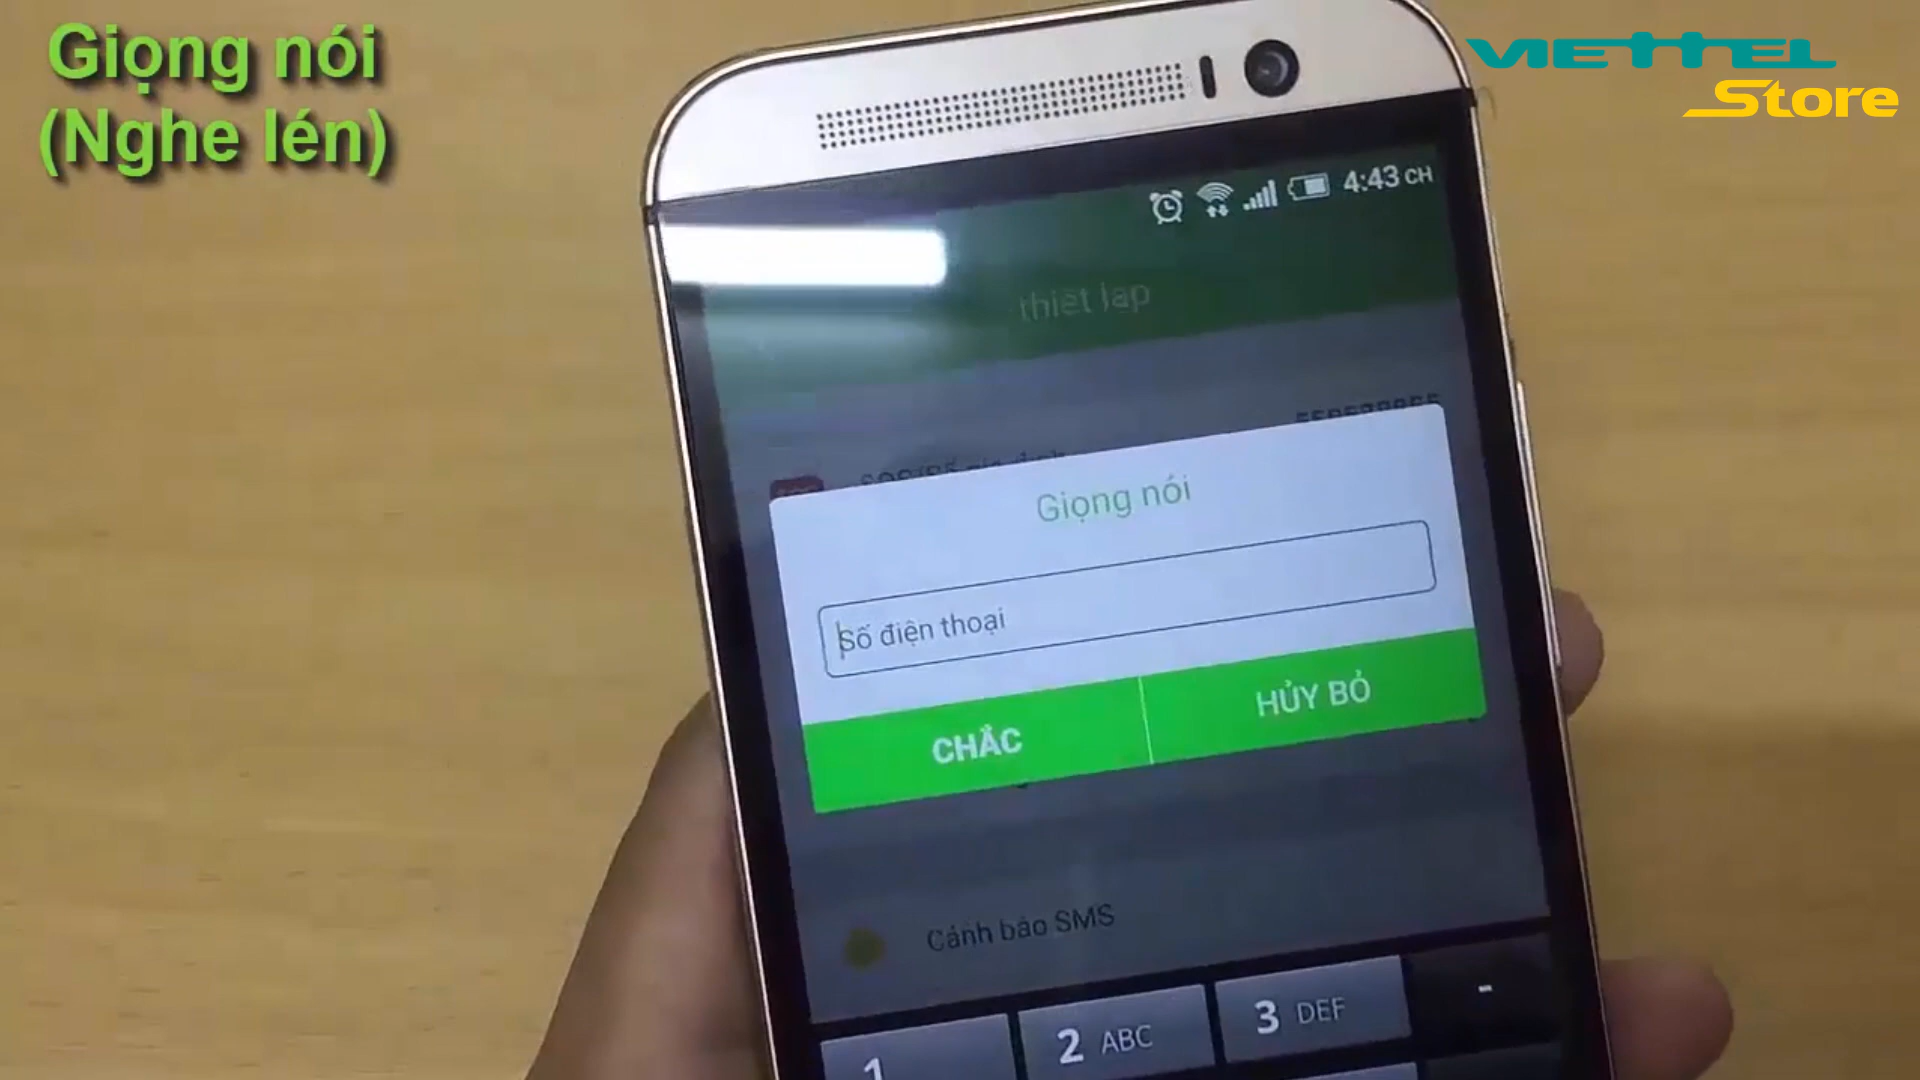 Giọng nói
(Nghe lén)
VIETTEL
Store
4:43 CH
thiết lập
Giọng nói
Số điện thoại
CHẮC
HỦY BỎ
Cảnh báo SMS
1
2 ABC
3 DEF
-